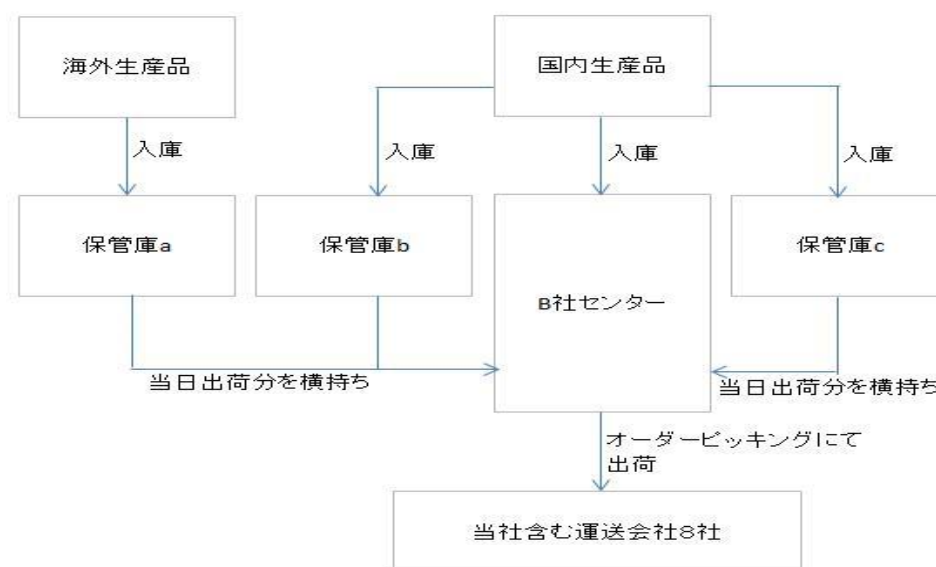 海外生産品
国内生産品
入庫
入庫
入庫
入庫
保管庫a
保管庫b
B社センター
保管庫c
当日出荷分を横持ち
当日出荷分を横持ち
オーダーピッキングにて
出荷
当社含む運送会社8社